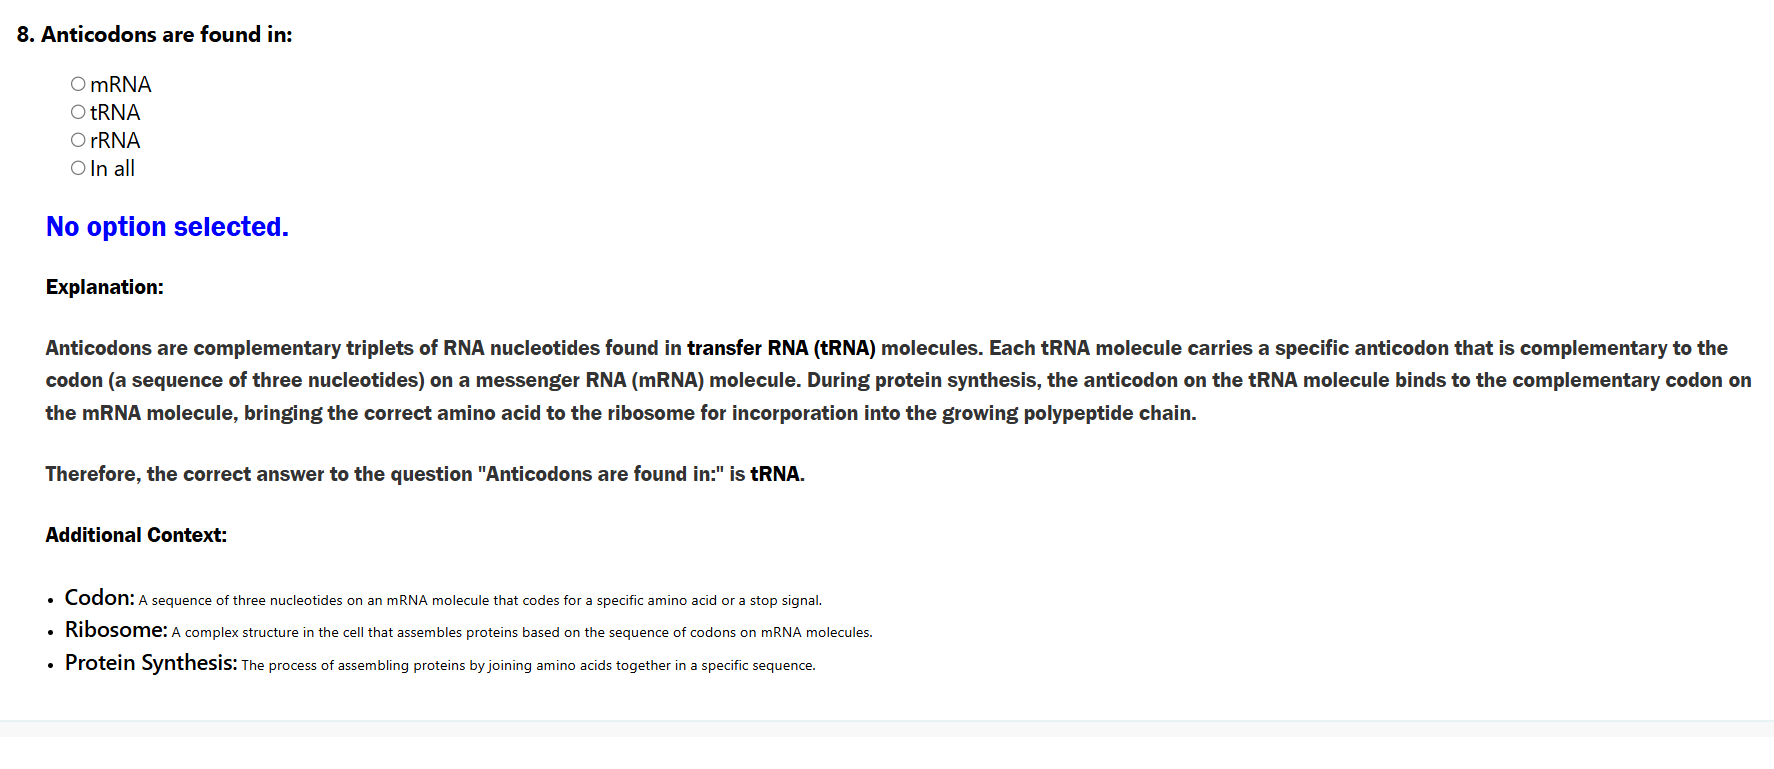 8. Anticodons are found in:
mRNA
tRNA
rRNA
In all
No option selected.
Explanation:
Anticodons are complementary triplets of RNA nucleotides found in transfer RNA (tRNA) molecules. Each tRNA molecule carries a specific anticodon that is complementary to the
codon (a sequence of three nucleotides) on a messenger RNA (mRNA) molecule. During protein synthesis, the anticodon on the tRNA molecule binds to the complementary codon on
the mRNA molecule, bringing the correct amino acid to the ribosome for incorporation into the growing polypeptide chain.
Therefore, the correct answer to the question "Anticodons are found in:" is tRNA.
Additional Context:
• Codon: A sequence of three nucleotides on an mRNA molecule that codes for a specific amino acid or a stop signal.
• Ribosome: A complex structure in the cell that assembles proteins based on the sequence of codons on mRNA molecules.
• Protein Synthesis: The process of assembling proteins by joining amino acids together in a specific sequence.